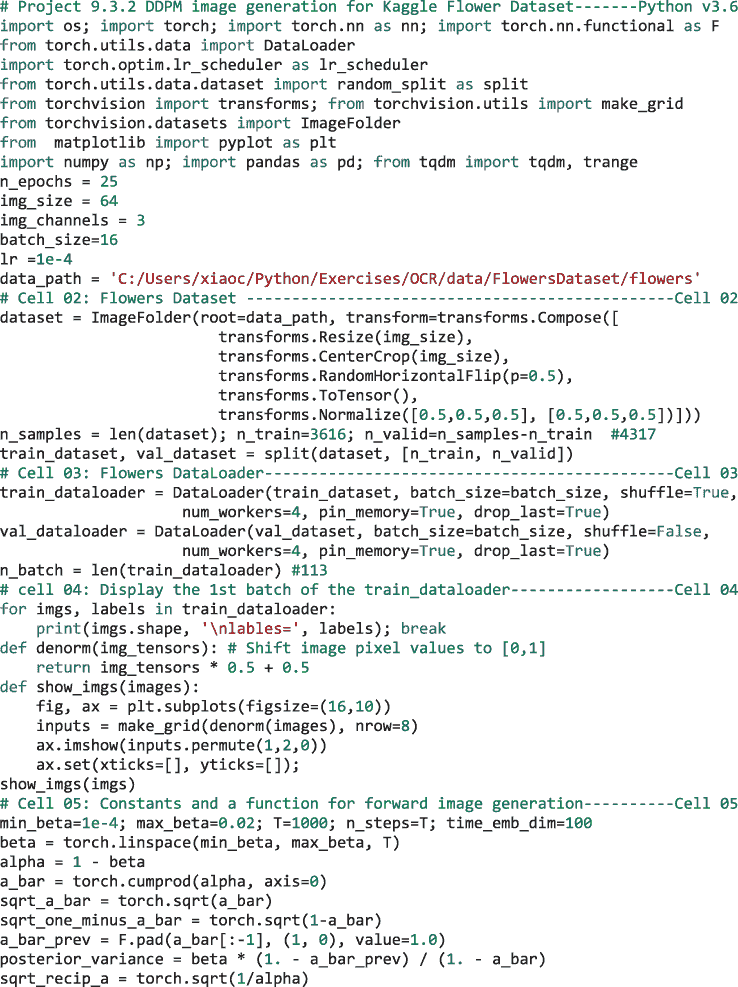 # Project 9.3.2 DDPM image generation for Kaggle Flower Dataset-------Python v3.6
import os; import torch; import torch.nn as nn; import torch.nn.functional as F
from torch.utils.data import DataLoader
import torch.optim.lr_scheduler as lr_scheduler
from torch.utils.data.dataset import random_split as split
from torchvision import transforms; from torchvision.utils import make_grid
from torchvision.datasets import ImageFolder
from  matplotlib import pyplot as plt
import numpy as np; import pandas as pd; from tqdm import tqdm, trange
n_epochs = 25
img_size = 64
img_channels = 3
batch_size=16
lr =1e-4
data_path = 'C:/Users/xiaoc/Python/Exercises/OCR/data/FlowersDataset/flowers'
# Cell 02: Flowers Dataset -----------------------------------------------Cell 02
dataset = ImageFolder(root=data_path, transform=transforms.Compose([
                        transforms.Resize(img_size),
                        transforms.CenterCrop(img_size),
                        transforms.RandomHorizontalFlip(p=0.5),
                        transforms.ToTensor(),
                        transforms.Normalize([0.5,0.5,0.5], [0.5,0.5,0.5])]))
n_samples = len(dataset); n_train=3616; n_valid=n_samples-n_train  #4317
train_dataset, val_dataset = split(dataset, [n_train, n_valid])
# Cell 03: Flowers DataLoader---------------------------------------------Cell 03
train_dataloader = DataLoader(train_dataset, batch_size=batch_size, shuffle=True,
                    num_workers=4, pin_memory=True, drop_last=True)
val_dataloader = DataLoader(val_dataset, batch_size=batch_size, shuffle=False,
                    num_workers=4, pin_memory=True, drop_last=True)
n_batch = len(train_dataloader) #113
# cell 04: Display the 1st batch of the train_dataloader------------------Cell 04
for imgs, labels in train_dataloader:
    print(imgs.shape, '\nlables=', labels); break
def denorm(img_tensors): # Shift image pixel values to [0,1]
    return img_tensors * 0.5 + 0.5
def show_imgs(images):
    fig, ax = plt.subplots(figsize=(16,10))
    inputs = make_grid(denorm(images), nrow=8)
    ax.imshow(inputs.permute(1,2,0))
    ax.set(xticks=[], yticks=[]);
show_imgs(imgs)
# Cell 05: Constants and a function for forward image generation----------Cell 05
min_beta=1e-4; max_beta=0.02; T=1000; n_steps=T; time_emb_dim=100
beta = torch.linspace(min_beta, max_beta, T)
alpha = 1 - beta
a_bar = torch.cumprod(alpha, axis=0)
sqrt_a_bar = torch.sqrt(a_bar)
sqrt_one_minus_a_bar = torch.sqrt(1-a_bar)
a_bar_prev = F.pad(a_bar[:-1], (1, 0), value=1.0)
posterior_variance = beta * (1. - a_bar_prev) / (1. - a_bar)
sqrt_recip_a = torch.sqrt(1/alpha)